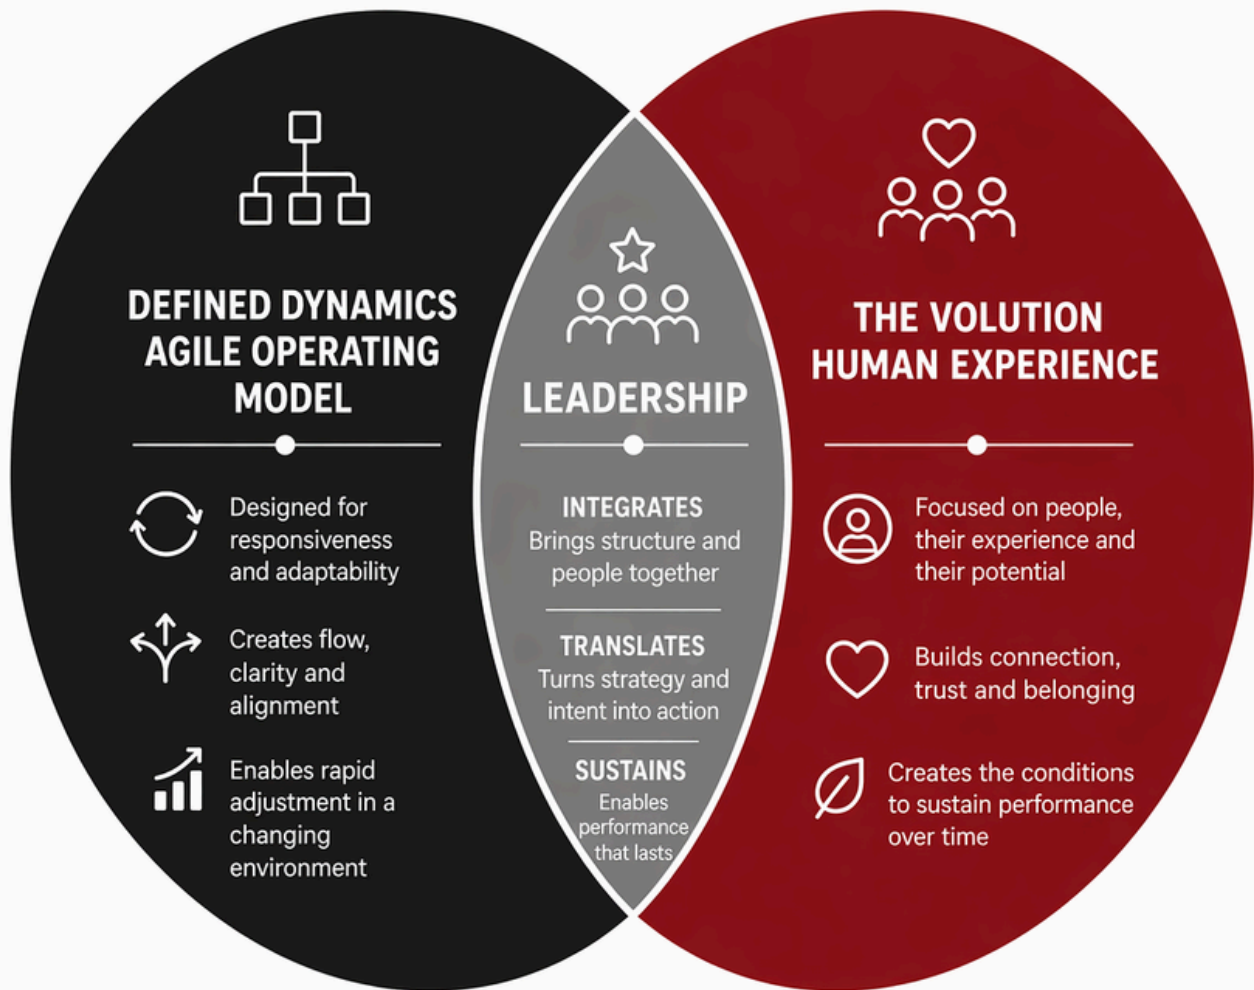 DEFINED DYNAMICS
AGILE OPERATING
MODEL
Designed for
responsiveness
and adaptability
Creates flow,
clarity and
alignment
Enables rapid
adjustment in a
changing
environment
LEADERSHIP
INTEGRATES
Brings structure and
people together
TRANSLATES
Turns strategy and
intent into action
SUSTAINS
Enables
performance
that lasts
THE VOLUTION
HUMAN EXPERIENCE
Focused on people,
their experience and
their potential
Builds connection,
trust and belonging
Creates the conditions
to sustain performance
over time